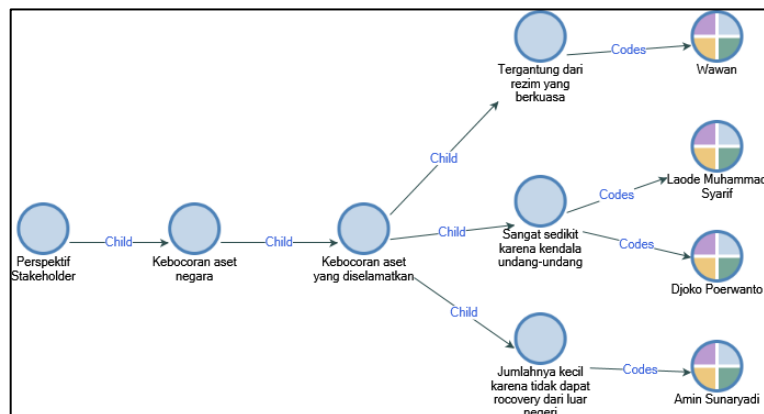 Tergantung dari
rezim yang
berkuasa
Codes
Wawan
Child
Laode Muhammad
Syarif
Codes
Perspektif
Stakeholder
Child
Kebocoran aset
negara
Child
Kebocoran aset
yang diselamatkan
Child
Sangat sedikit
karena kendala
undang-undang
Codes
Djoko Poerwanto
Child
Jumlahnya kecil
karena tidak dapat
rocovery dari luar
negeri
Codes
Amin Sunaryadi